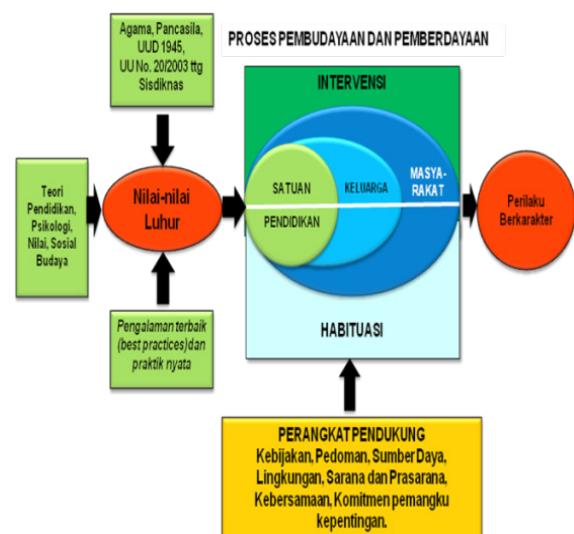 Agama, Pancasila,
UUD 1945,
UU No. 20/2003 ttg
Sisdiknas
PROSES PEMBUDAYAAN DAN PEMBERDAYAAN
INTERVENSI
Teori
Pendidikan,
Psikologi,
Nilai, Sosial
Budaya
Nilai-nilai
Luhur
SATUAN
PENDIDIKAN
KELUARGA
MASYA-
RAKAT
Perilaku
Berkarakter
Pengalaman terbaik
(best practices)dan
praktik nyata
HABITUASI
PERANGKAT PENDUKUNG
Kebijakan, Pedoman, Sumber Daya,
Lingkungan, Sarana dan Prasarana,
Kebersamaan, Komitmen pemangku
kepentingan.